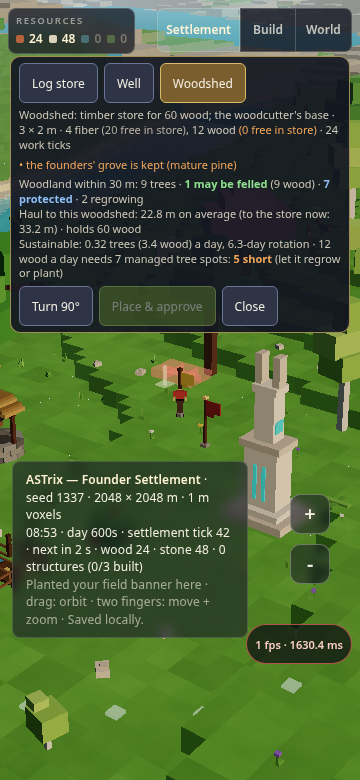 RESOURCES
24 48 0 0
Settlement Build World
Log store Well Woodshed
Woodshed: timber store for 60 wood; the woodcutter's base ·
3 × 2 m · 4 fiber (20 free in store), 12 wood (0 free in store) · 24
work ticks
• the founders' grove is kept (mature pine)
Woodland within 30 m: 9 trees · 1 may be felled (9 wood) · 7
protected · 2 regrowing
Haul to this woodshed: 22.8 m on average (to the store now:
33.2 m) · holds 60 wood
Sustainable: 0.32 trees (3.4 wood) a day, 6.3-day rotation · 12
wood a day needs 7 managed tree spots: 5 short (let it regrow
or plant)
Turn 90° Place & approve Close
ASTrix — Founder Settlement ·
seed 1337 · 2048 × 2048 m · 1 m
voxels
08:53 · day 600s · settlement tick 42
· next in 2 s · wood 24 · stone 48 · 0
structures (0/3 built)
Planted your field banner here ·
drag: orbit · two fingers: move +
zoom · Saved locally.
+
-
1 fps · 1630.4 ms